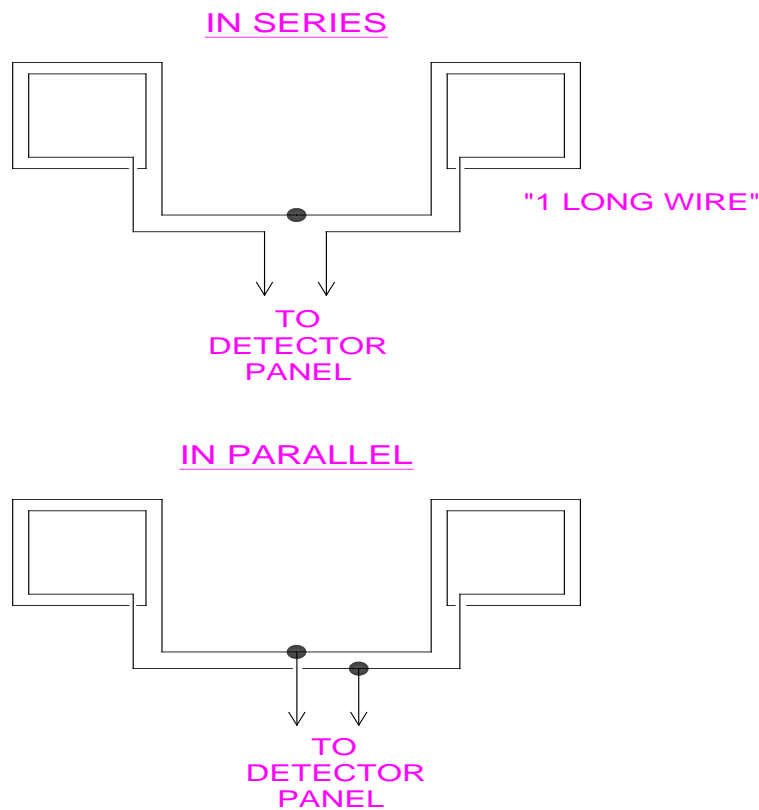 IN SERIES
"1 LONG WIRE"
TO
DETECTOR
PANEL
IN PARALLEL
TO
DETECTOR
PANEL